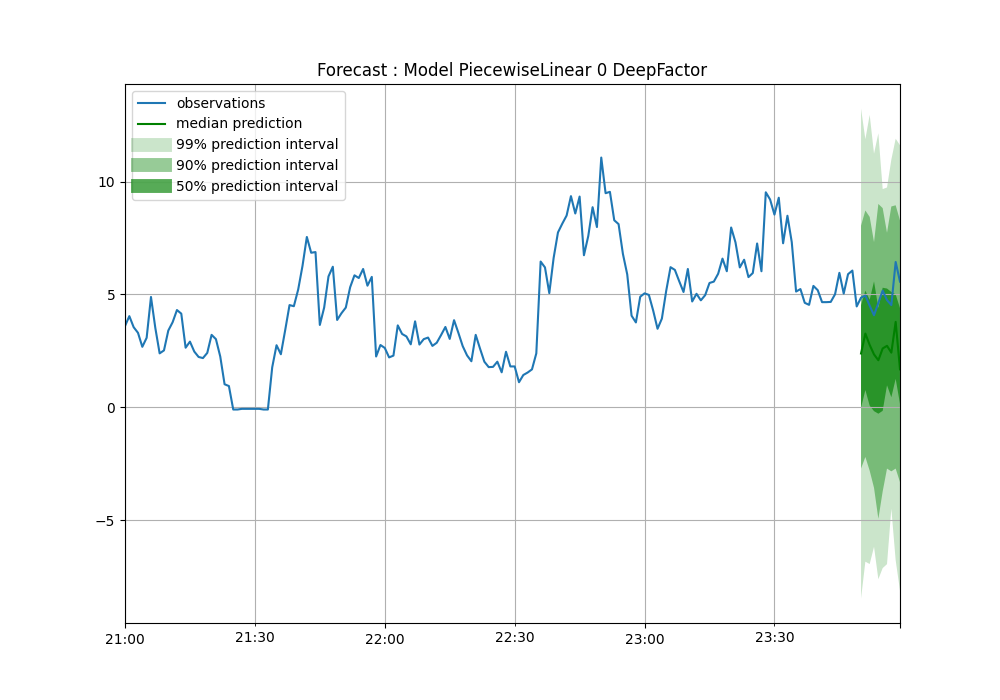 Forecast : Model PiecewiseLinear 0 DeepFactor
observations
median prediction
99% prediction interval
90% prediction interval
50% prediction interval
10
5
0
−5
21:00
21:30
22:00
22:30
23:00
23:30